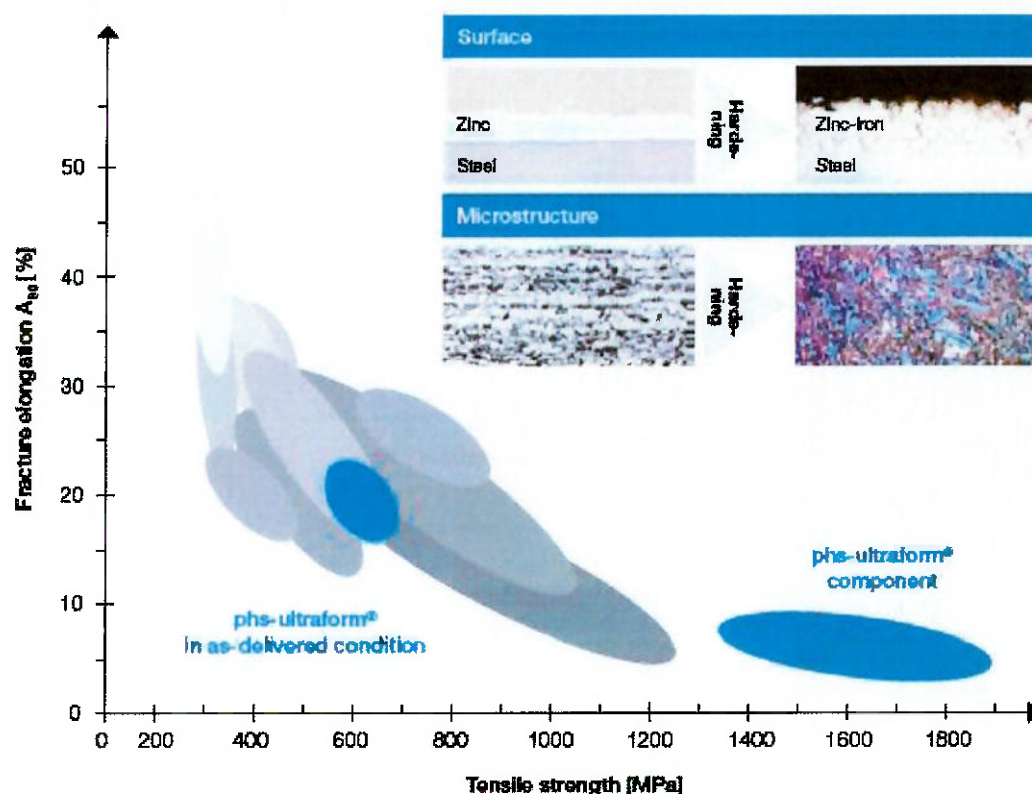 Surface
Zinc
Steel
Harde-
ning
Zinc-iron
Steel
Microstructure
Harde-
ning
Fracture elongation A80 [%]
50
40
30
20
10
0
phs-ultraform®
in as-delivered condition
phs-ultraform®
component
0 200 400 600 800 1000 1200 1400 1600 1800
Tensile strength [MPa]